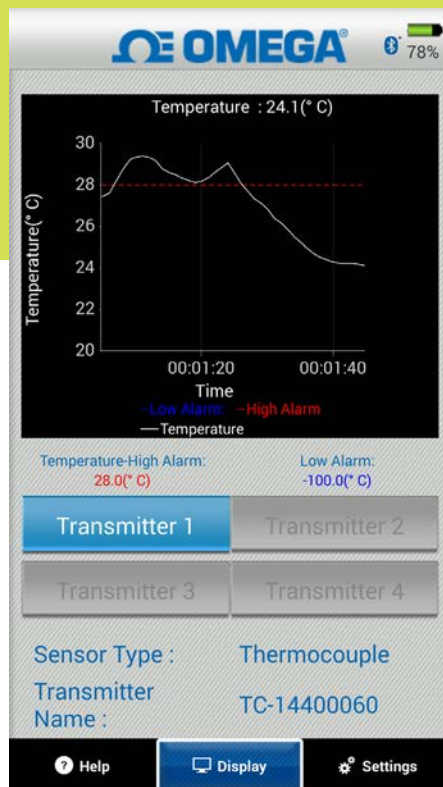 OMEGA®
78%
Temperature : 24.1(° C)
30
28
26
24
22
20
Temperature(° C)
00:01:20 00:01:40
Time
–Low Alarm: –High Alarm
—Temperature
Temperature-High Alarm: Low Alarm:
28.0(° C) -100.0(° C)
Transmitter 1 Transmitter 2
Transmitter 3 Transmitter 4
Sensor Type : Thermocouple
Transmitter
Name : TC-14400060
? Help Display Settings